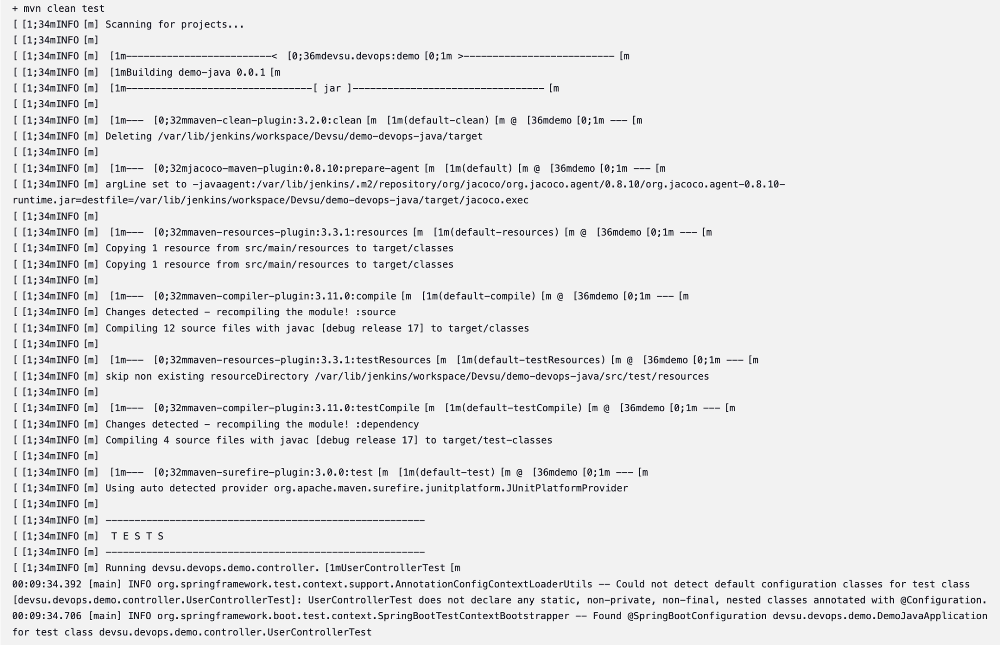 + mvn clean test
[ [1;34mINFO [m] Scanning for projects...
[ [1;34mINFO [m]
[ [1;34mINFO [m]  [1m-------------------------<  [0;36mdevsu.devops:demo [0;1m >-------------------------- [m
[ [1;34mINFO [m]  [1mBuilding demo-java 0.0.1 [m
[ [1;34mINFO [m]  [1m--------------------------------[ jar ]--------------------------------- [m
[ [1;34mINFO [m]
[ [1;34mINFO [m]  [1m---  [0;32mmaven-clean-plugin:3.2.0:clean [m  [1m(default-clean) [m @  [36mdemo [0;1m --- [m
[ [1;34mINFO [m] Deleting /var/lib/jenkins/workspace/Devsu/demo-devops-java/target
[ [1;34mINFO [m]
[ [1;34mINFO [m]  [1m---  [0;32mjacoco-maven-plugin:0.8.10:prepare-agent [m  [1m(default) [m @  [36mdemo [0;1m --- [m
[ [1;34mINFO [m] argLine set to -javaagent:/var/lib/jenkins/.m2/repository/org/jacoco/org.jacoco.agent/0.8.10/org.jacoco.agent-0.8.10-
runtime.jar=destfile=/var/lib/jenkins/workspace/Devsu/demo-devops-java/target/jacoco.exec
[ [1;34mINFO [m]
[ [1;34mINFO [m]  [1m---  [0;32mmaven-resources-plugin:3.3.1:resources [m  [1m(default-resources) [m @  [36mdemo [0;1m --- [m
[ [1;34mINFO [m] Copying 1 resource from src/main/resources to target/classes
[ [1;34mINFO [m] Copying 1 resource from src/main/resources to target/classes
[ [1;34mINFO [m]
[ [1;34mINFO [m]  [1m---  [0;32mmaven-compiler-plugin:3.11.0:compile [m  [1m(default-compile) [m @  [36mdemo [0;1m --- [m
[ [1;34mINFO [m] Changes detected - recompiling the module! :source
[ [1;34mINFO [m] Compiling 12 source files with javac [debug release 17] to target/classes
[ [1;34mINFO [m]
[ [1;34mINFO [m]  [1m---  [0;32mmaven-resources-plugin:3.3.1:testResources [m  [1m(default-testResources) [m @  [36mdemo [0;1m --- [m
[ [1;34mINFO [m] skip non existing resourceDirectory /var/lib/jenkins/workspace/Devsu/demo-devops-java/src/test/resources
[ [1;34mINFO [m]
[ [1;34mINFO [m]  [1m---  [0;32mmaven-compiler-plugin:3.11.0:testCompile [m  [1m(default-testCompile) [m @  [36mdemo [0;1m --- [m
[ [1;34mINFO [m] Changes detected - recompiling the module! :dependency
[ [1;34mINFO [m] Compiling 4 source files with javac [debug release 17] to target/test-classes
[ [1;34mINFO [m]
[ [1;34mINFO [m]  [1m---  [0;32mmaven-surefire-plugin:3.0.0:test [m  [1m(default-test) [m @  [36mdemo [0;1m --- [m
[ [1;34mINFO [m] Using auto detected provider org.apache.maven.surefire.junitplatform.JUnitPlatformProvider
[ [1;34mINFO [m]
[ [1;34mINFO [m] -------------------------------------------------------
[ [1;34mINFO [m]  T E S T S
[ [1;34mINFO [m] -------------------------------------------------------
[ [1;34mINFO [m] Running devsu.devops.demo.controller. [1mUserControllerTest [m
00:09:34.392 [main] INFO org.springframework.test.context.support.AnnotationConfigContextLoaderUtils -- Could not detect default configuration classes for test class
[devsu.devops.demo.controller.UserControllerTest]: UserControllerTest does not declare any static, non-private, non-final, nested classes annotated with @Configuration.
00:09:34.706 [main] INFO org.springframework.boot.test.context.SpringBootTestContextBootstrapper -- Found @SpringBootConfiguration devsu.devops.demo.DemoJavaApplication
for test class devsu.devops.demo.controller.UserControllerTest